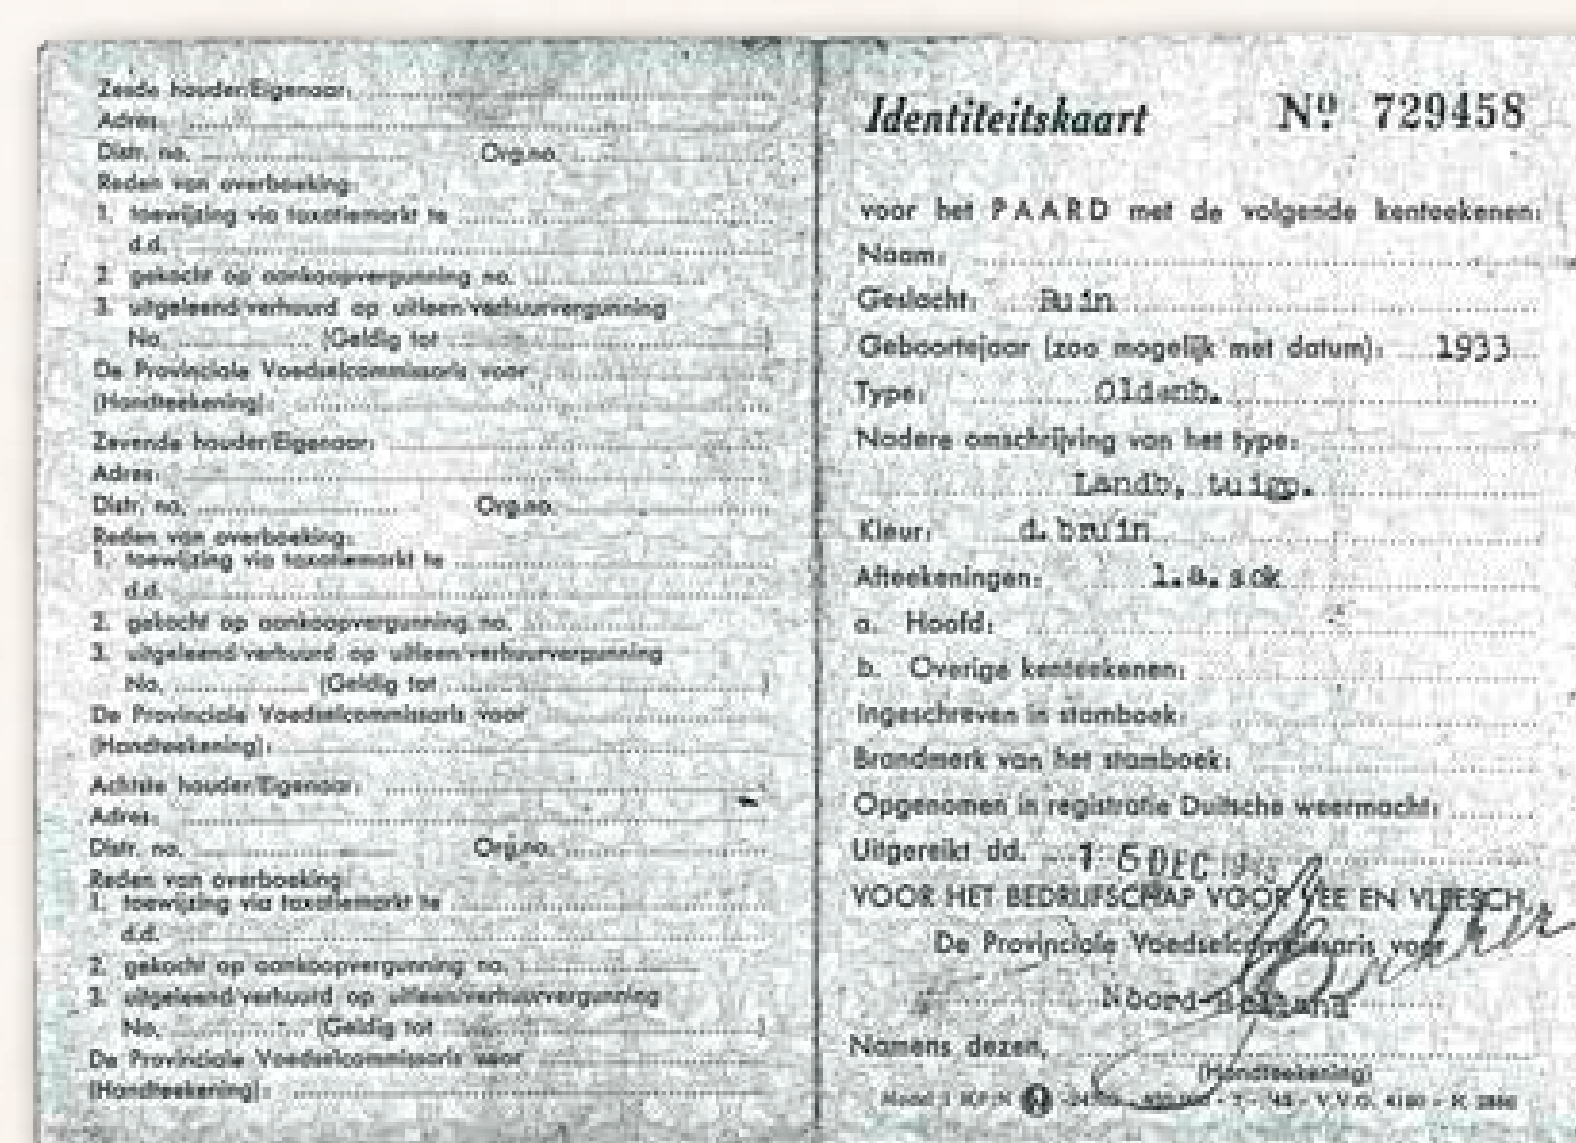 Zesde houder/Eigenaar:
Adres:
Distr. no. Org.no.
Reden van overboeking:
1. toewijzing via taxatiemarkt te
d.d.
2. gekocht op aankoopvergunning no.
3. uitgeleend/verhuurd op uitleen/verhuurvergunning
No. (Geldig tot )
De Provinciale Voedselcommissaris voor
(Handteekening):
Zevende houder/Eigenaar:
Adres:
Distr. no. Org.no.
Reden van overboeking:
1. toewijzing via taxatiemarkt te
d.d.
2. gekocht op aankoopvergunning no.
3. uitgeleend/verhuurd op uitleen/verhuurvergunning
No. (Geldig tot )
De Provinciale Voedselcommissaris voor
(Handteekening):
Achtste houder/Eigenaar:
Adres:
Distr. no. Org.no.
Reden van overboeking:
1. toewijzing via taxatiemarkt te
d.d.
2. gekocht op aankoopvergunning no.
3. uitgeleend/verhuurd op uitleen/verhuurvergunning
No. (Geldig tot )
De Provinciale Voedselcommissaris voor
(Handteekening):
Identiteitskaart Nº 729458
voor het PAARD met de volgende kenteekenen:
Naam:
Geslacht: Ruin
Geboortejaar (zoo mogelijk met datum): 1933
Type: Oldenb.
Nadere omschrijving van het type:
Landb, tuigp.
Kleur: d.bruin
Afteekeningen: l.a.sok
a. Hoofd:
b. Overige kenteekenen:
Ingeschreven in stamboek:
Brandmerk van het stamboek:
Opgenomen in registratie Duitsche weermacht:
Uitgereikt dd. 15 DEC
VOOR HET BEDRIJFSCHAP VOOR VEE EN VLEESCH,
De Provinciale Voedselcommissaris voor
Noord-Holland
Namens dezen,
(Handteekening)
V.V.O.